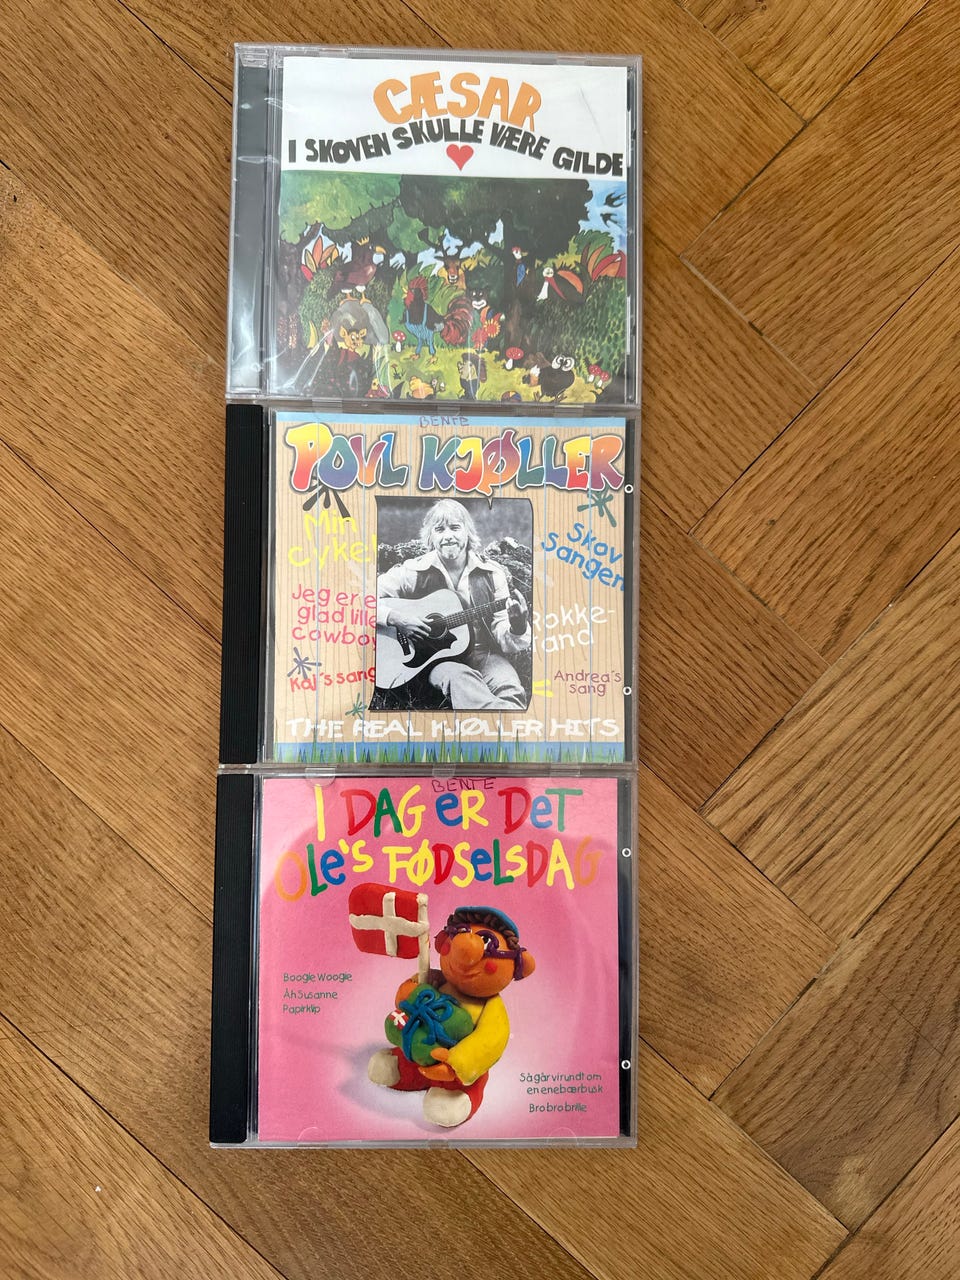 CÆSAR
I SKOVEN SKULLE VÆRE GILDE
BENTE
POVL KJØLLER
Min
cykel
Skov
Sangen
Jeg er e
glad lille
cowboy
Rokke-
tand
Kaj's sang
Andrea's
sang
THE REAL KJØLLER HITS
BENTE
I DAG eR DeT
OLe's FØDSeLsDAG
Boogie Woogie
Åh Susanne
Papirklip
Så går vi rundt om
en enebærbusk
Bro bro brille